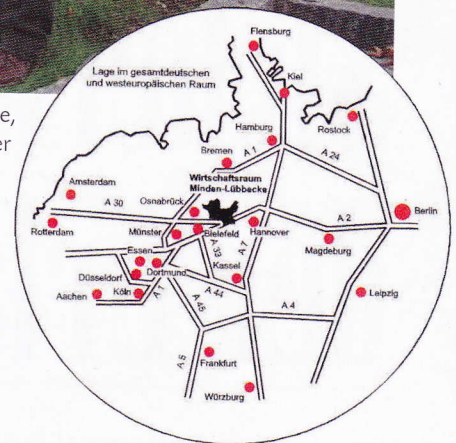 e,
er
Lage im gesamtdeutschen
und westeuropäischen Raum
Flensburg
Kiel
Rostock
Hamburg
Bremen
A 1
A 24
Wirtschaftsraum
Minden-Lübbecke
Amsterdam
A 30
Osnabrück
Rotterdam
Münster
Bielefeld
Hannover
A 2
Berlin
Magdeburg
Essen
A 33
A 7
Düsseldorf
Dortmund
Kassel
Aachen
Köln
A 1
A 44
A 45
A 4
Leipzig
A 5
Frankfurt
Würzburg